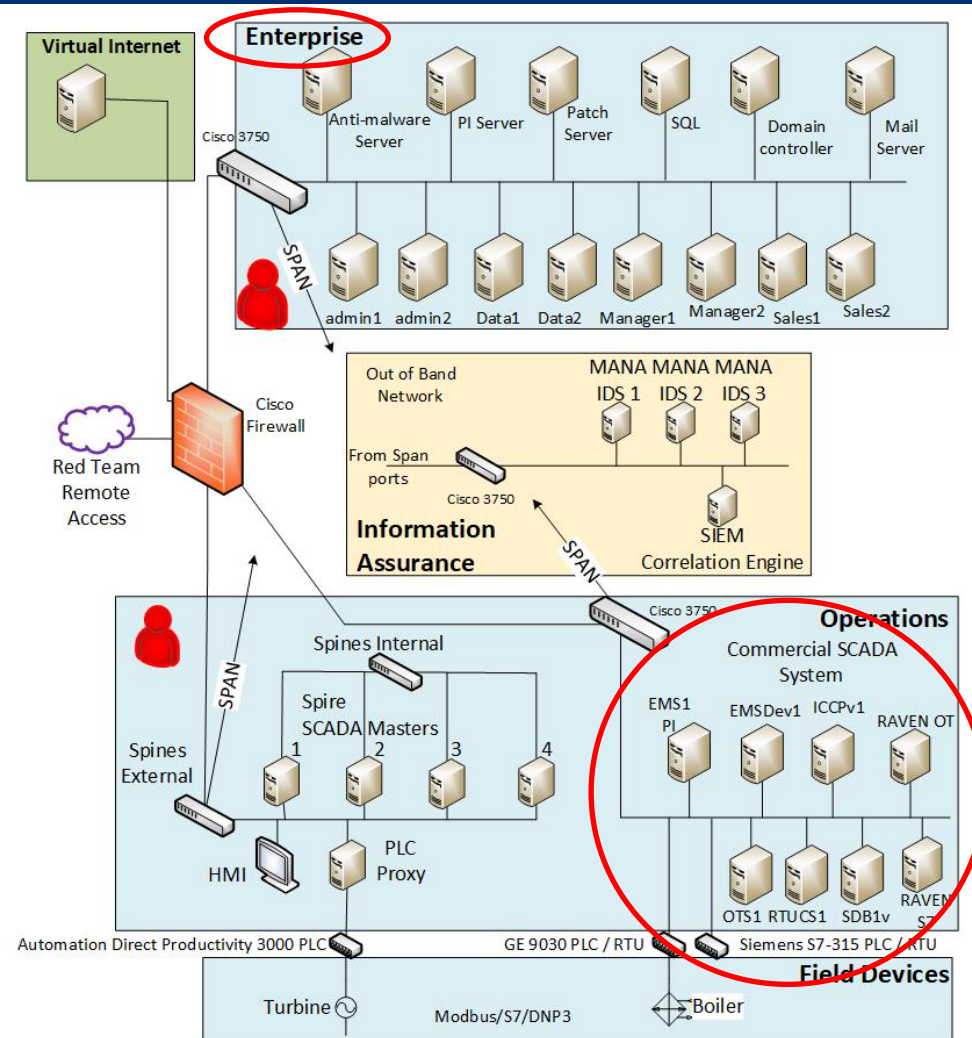 Virtual Internet
Enterprise
Anti-malware
Server
PI Server
Patch
Server
SQL
Domain
controller
Mail
Server
Cisco 3750
SPAN
admin1
admin2
Data1
Data2
Manager1
Manager2
Sales1
Sales2
Out of Band
Network
MANA MANA MANA
IDS 1 IDS 2 IDS 3
From Span
ports
Cisco 3750
Information
Assurance
SIEM
Correlation Engine
Cisco
Firewall
Red Team
Remote
Access
SPAN
SPAN
Cisco 3750
Operations
Commercial SCADA
System
Spines Internal
Spire
SCADA Masters
1
2
3
4
Spines
External
HMI
PLC
Proxy
EMS1
PI
EMSDev1
ICCPv1
RAVEN OT
OTS1
RTUCS1
SDB1v
RAVEN
S7
Automation Direct Productivity 3000 PLC
GE 9030 PLC / RTU
Siemens S7-315 PLC / RTU
Field Devices
Turbine
Modbus/S7/DNP3
Boiler